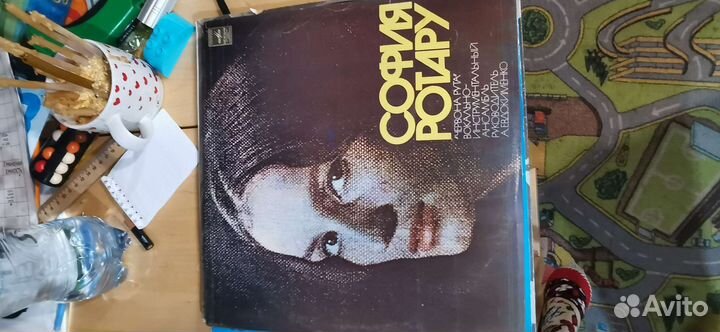 СОФИЯ
РОТАРУ
„ЧЕРВОНА РУТА“
ВОКАЛЬНО-
ИНСТРУМЕНТАЛЬНЫЙ
АНСАМБЛЬ
РУКОВОДИТЕЛЬ
А. ЕВДОКИМЕНКО
Avito